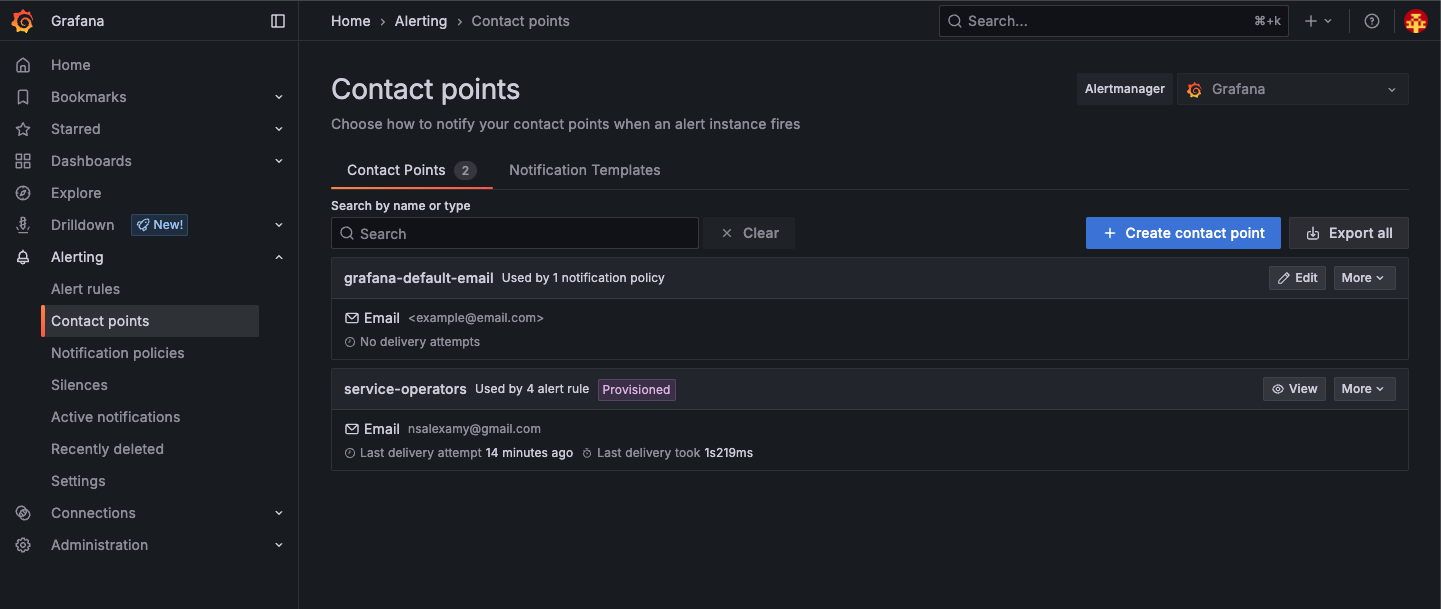 Grafana
Home › Alerting › Contact points
Search...
⌘+k
Home
Bookmarks
Starred
Dashboards
Explore
Drilldown New!
Alerting
Alert rules
Contact points
Notification policies
Silences
Active notifications
Recently deleted
Settings
Connections
Administration
Contact points
Choose how to notify your contact points when an alert instance fires
Alertmanager
Grafana
Contact Points 2
Notification Templates
Search by name or type
Search
Clear
Create contact point
Export all
grafana-default-email Used by 1 notification policy
Edit
More
Email <example@email.com>
No delivery attempts
service-operators Used by 4 alert rule Provisioned
View
More
Email nsalexamy@gmail.com
Last delivery attempt 14 minutes ago Last delivery took 1s219ms